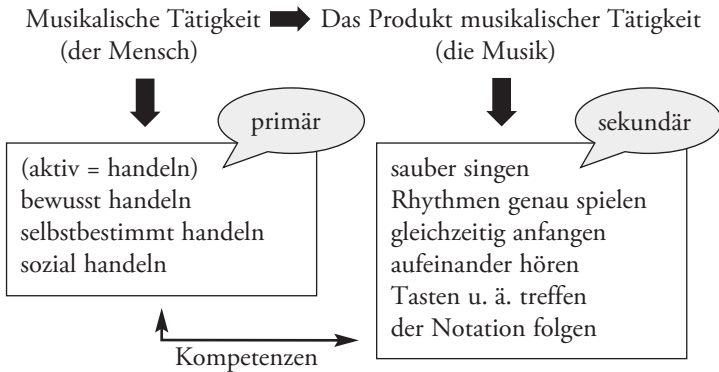 Musikalische Tätigkeit
Das Produkt musikalischer Tätigkeit
(der Mensch)
(die Musik)
primär
(aktiv = handeln)
bewusst handeln
selbstbestimmt handeln
sozial handeln
sekundär
sauber singen
Rhythmen genau spielen
gleichzeitig anfangen
aufeinander hören
Tasten u. ä. treffen
der Notation folgen
Kompetenzen